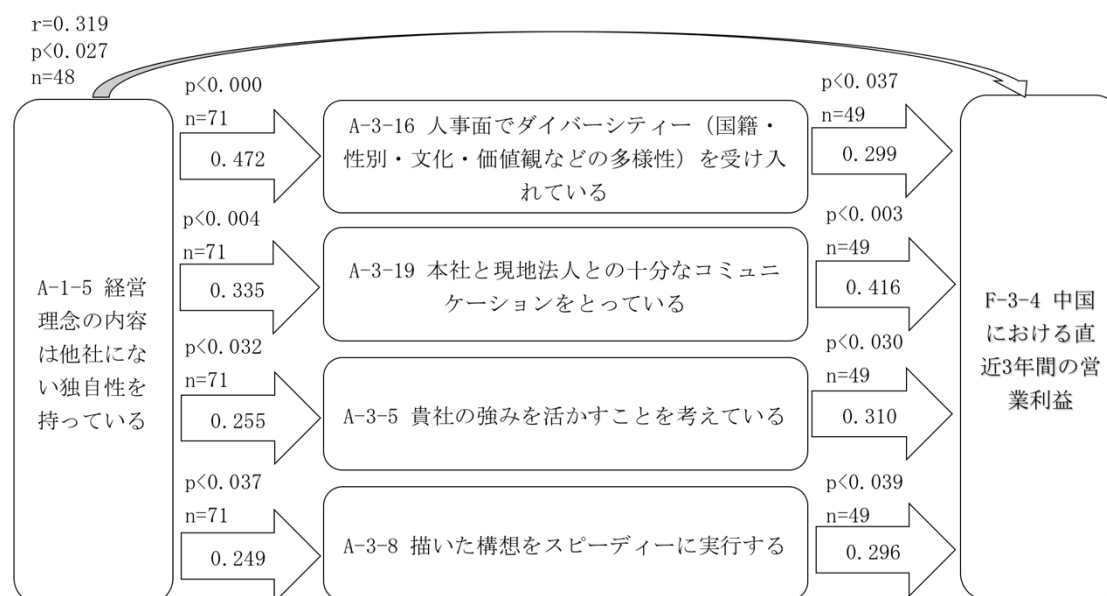 r=0.319
p<0.027
n=48
A-1-5 経営
理念の内容
は他社にな
い独自性を
持っている
p<0.000
n=71
0.472
A-3-16 人事面でダイバーシティー（国籍・
性別・文化・価値観などの多様性）を受け入
れている
p<0.037
n=49
0.299
p<0.004
n=71
0.335
A-3-19 本社と現地法人との十分なコミュニ
ケーションをとっている
p<0.003
n=49
0.416
p<0.032
n=71
0.255
A-3-5 貴社の強みを活かすことを考えている
p<0.030
n=49
0.310
p<0.037
n=71
0.249
A-3-8 描いた構想をスピーディーに実行する
p<0.039
n=49
0.296
F-3-4 中国
における直
近3年間の営
業利益